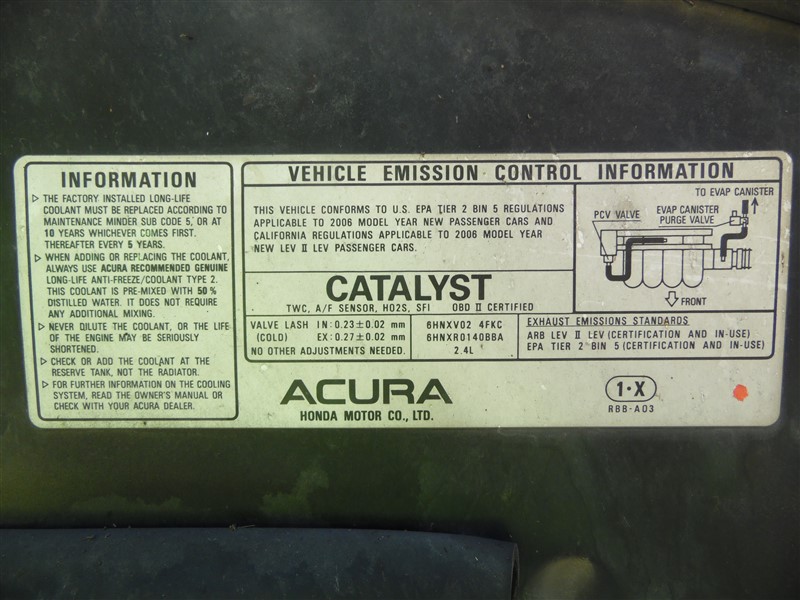 INFORMATION
▷ THE FACTORY INSTALLED LONG-LIFE
COOLANT MUST BE REPLACED ACCORDING TO
MAINTENANCE MINDER SUB CODE 5, OR AT
10 YEARS WHICHEVER COMES FIRST.
THEREAFTER EVERY 5 YEARS.
▷ WHEN ADDING OR REPLACING THE COOLANT,
ALWAYS USE ACURA RECOMMENDED GENUINE
LONG-LIFE ANTI-FREEZE/COOLANT TYPE 2.
THIS COOLANT IS PRE-MIXED WITH 50%
DISTILLED WATER. IT DOES NOT REQUIRE
ANY ADDITIONAL MIXING.
▷ NEVER DILUTE THE COOLANT, OR THE LIFE
OF THE ENGINE MAY BE SERIOUSLY
SHORTENED.
▷ CHECK OR ADD THE COOLANT AT THE
RESERVE TANK, NOT THE RADIATOR.
▷ FOR FURTHER INFORMATION ON THE COOLING
SYSTEM, READ THE OWNER'S MANUAL OR
CHECK WITH YOUR ACURA DEALER.
VEHICLE EMISSION CONTROL INFORMATION
THIS VEHICLE CONFORMS TO U.S. EPA TIER 2 BIN 5 REGULATIONS
APPLICABLE TO 2006 MODEL YEAR NEW PASSENGER CARS AND
CALIFORNIA REGULATIONS APPLICABLE TO 2006 MODEL YEAR
NEW LEV II LEV PASSENGER CARS.
TO EVAP CANISTER
PCV VALVE
EVAP CANISTER
PURGE VALVE
FRONT
CATALYST
TWC, A/F SENSOR, HO2S, SFI OBD II CERTIFIED
VALVE LASH IN: 0.23±0.02 mm
(COLD) EX: 0.27±0.02 mm
NO OTHER ADJUSTMENTS NEEDED.
6HNXV02 4FKC
6HNXR0140BBA
2.4L
EXHAUST EMISSIONS STANDARDS
ARB LEV II LEV (CERTIFICATION AND IN-USE)
EPA TIER 2 BIN 5 (CERTIFICATION AND IN-USE)
ACURA
HONDA MOTOR CO., LTD.
1·X
RBB-A03